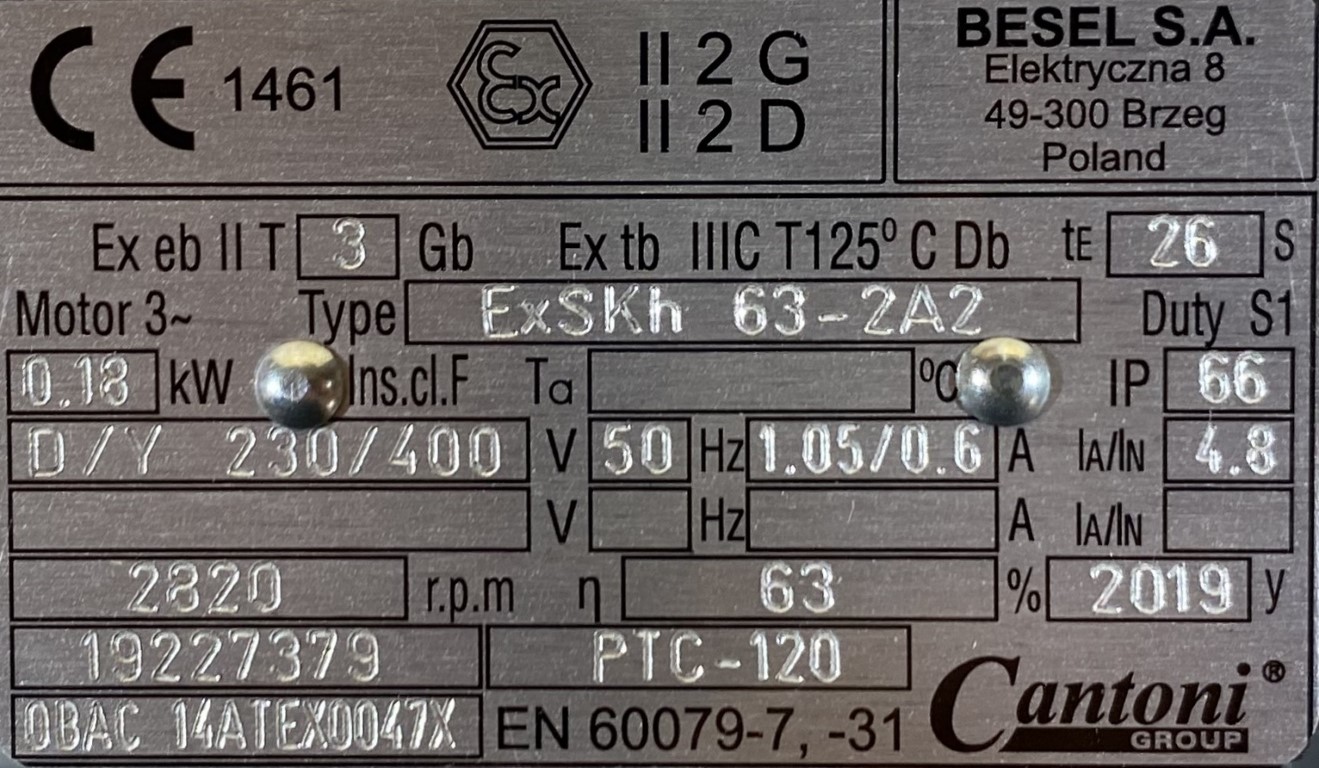 CE 1461 Ex II 2 G
II 2 D
BESEL S.A.
Elektryczna 8
49-300 Brzeg
Poland
Ex eb II T 3 Gb Ex tb IIIC T125⁰ C Db tE 26 S
Motor 3~ Type ExSKh 63-2A2 Duty S1
0.18 kW Ins.cl.F Ta ⁰C IP 66
D/Y 230/400 V 50 Hz 1.05/0.6 A IA/IN 4.8
V Hz A IA/IN
2820 r.p.m η 63 % 2019 y
19227379 PTC-120
OBAC 14ATEX0047X EN 60079-7, -31
Cantoni®
GROUP